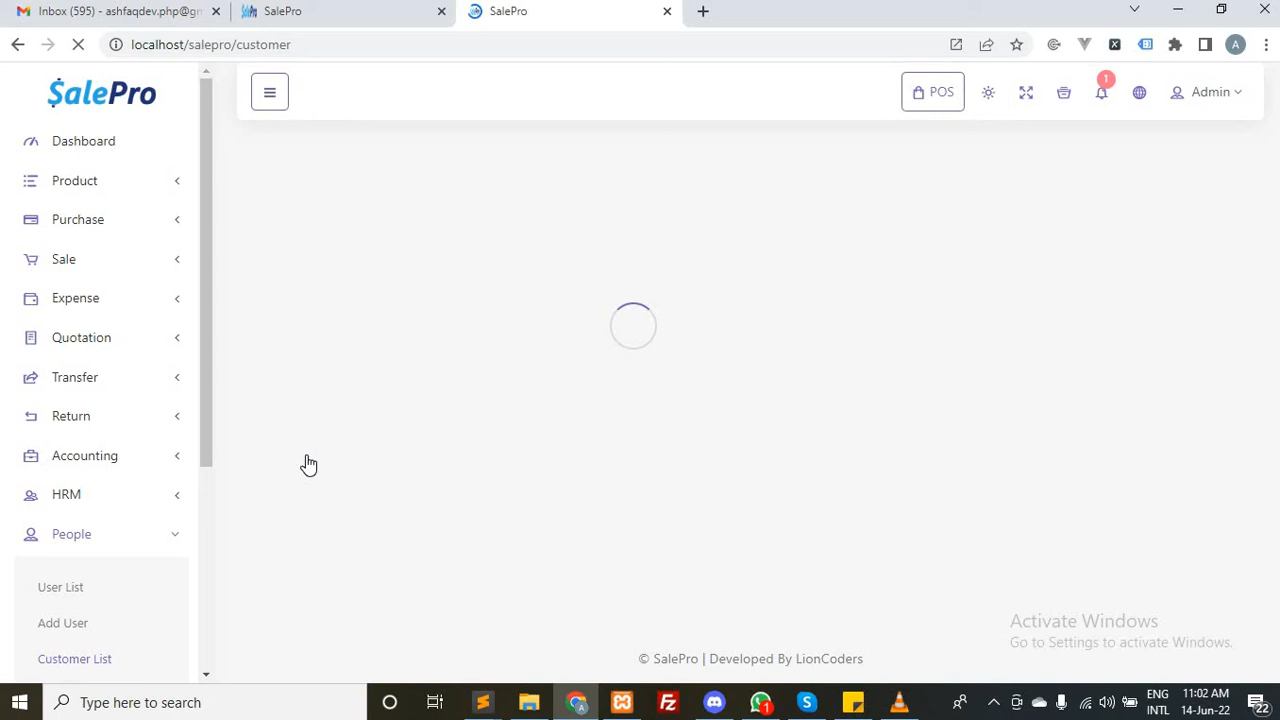 Inbox (595) - ashfaqdev.php@gm
SalePro
SalePro
localhost/salepro/customer
A
$alePro
POS
1
Admin
Dashboard
Product
Purchase
Sale
Expense
Quotation
Transfer
Return
Accounting
HRM
People
User List
Add User
Customer List
Activate Windows
Go to Settings to activate Windows.
© SalePro | Developed By LionCoders
Type here to search
1
ENG
INTL
11:02 AM
14-Jun-22
22